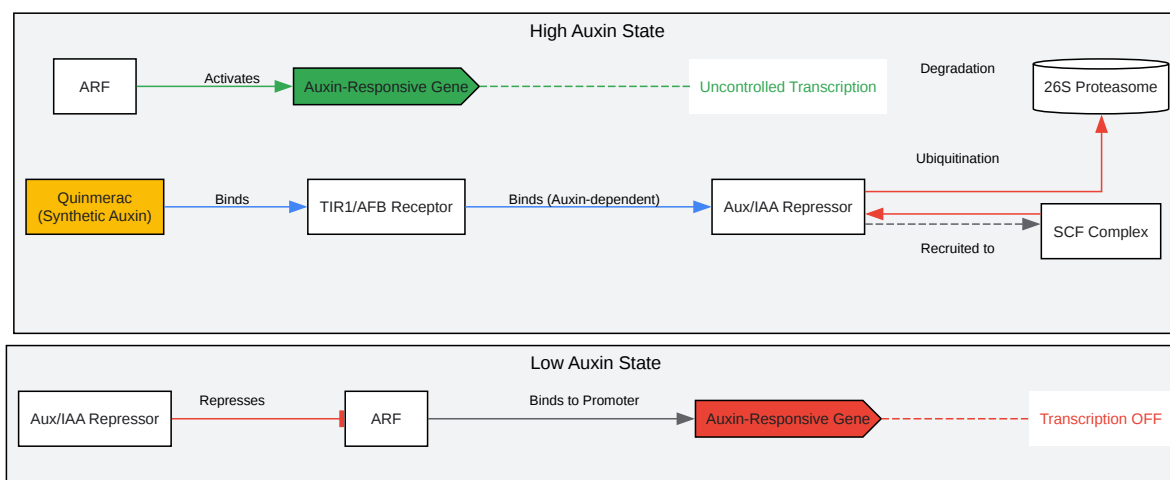 High Auxin State
ARF
Activates
Auxin-Responsive Gene
Uncontrolled Transcription
Degradation
26S Proteasome
Ubiquitination
Quinmerac
(Synthetic Auxin)
Binds
TIR1/AFB Receptor
Binds (Auxin-dependent)
Aux/IAA Repressor
SCF Complex
Recruited to
Low Auxin State
Aux/IAA Repressor
Represses
ARF
Binds to Promoter
Auxin-Responsive Gene
Transcription OFF